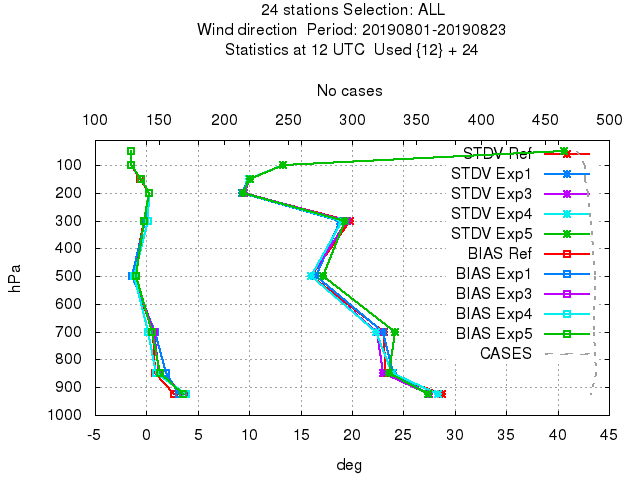 24 stations Selection: ALL
Wind direction  Period: 20190801-20190823
Statistics at 12 UTC  Used {12} + 24
No cases
100 150 200 250 300 350 400 450 500
STDV Ref
STDV Exp1
STDV Exp3
STDV Exp4
STDV Exp5
BIAS Ref
BIAS Exp1
BIAS Exp3
BIAS Exp4
BIAS Exp5
CASES
hPa
100
200
300
400
500
600
700
800
900
1000
-5 0 5 10 15 20 25 30 35 40 45
deg